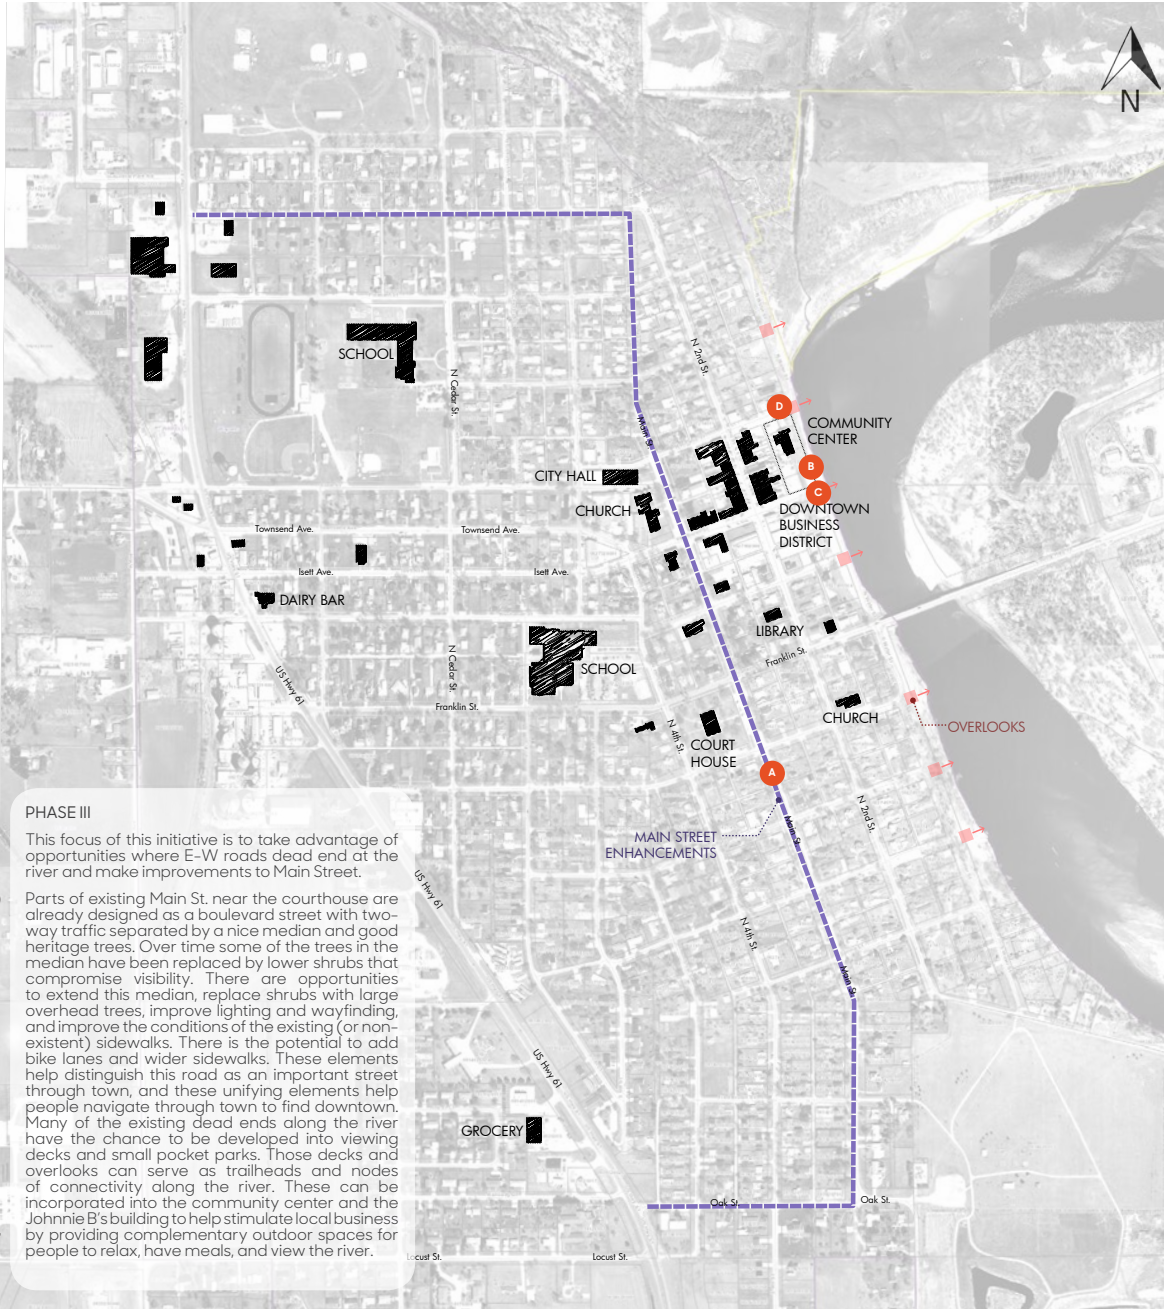 N
N 2nd St.
SCHOOL
N Cedar St.
D
COMMUNITY
CENTER
Main St.
B
CITY HALL
C
CHURCH
DOWNTOWN
BUSINESS
DISTRICT
Townsend Ave.
Townsend Ave.
Isett Ave.
Isett Ave.
DAIRY BAR
LIBRARY
Franklin St.
SCHOOL
N Cedar St.
US Hwy 61
Franklin St.
CHURCH
OVERLOOKS
N 4th St.
COURT
HOUSE
A
MAIN STREET
ENHANCEMENTS
Main St.
N 2nd St.
PHASE III
This focus of this initiative is to take advantage of
opportunities where E-W roads dead end at the
river and make improvements to Main Street.
Parts of existing Main St. near the courthouse are
already designed as a boulevard street with two-
way traffic separated by a nice median and good
heritage trees. Over time some of the trees in the
median have been replaced by lower shrubs that
compromise visibility. There are opportunities
to extend this median, replace shrubs with large
overhead trees, improve lighting and wayfinding,
and improve the conditions of the existing (or non-
existent) sidewalks. There is the potential to add
bike lanes and wider sidewalks. These elements
help distinguish this road as an important street
through town, and these unifying elements help
people navigate through town to find downtown.
Many of the existing dead ends along the river
have the chance to be developed into viewing
decks and small pocket parks. Those decks and
overlooks can serve as trailheads and nodes
of connectivity along the river. These can be
incorporated into the community center and the
Johnnie B's building to help stimulate local business
by providing complementary outdoor spaces for
people to relax, have meals, and view the river.
US Hwy 61
N 4th St.
Main St.
US Hwy 61
GROCERY
Oak St.
Oak St.
Locust St.
Locust St.